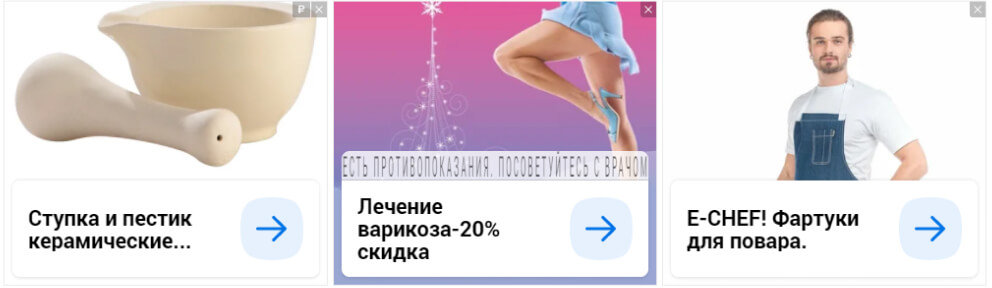 ₽
Ступка и пестик
керамические...
ЕСТЬ ПРОТИВОПОКАЗАНИЯ. ПОСОВЕТУЙТЕСЬ С ВРАЧОМ
Лечение
варикоза-20%
скидка
E-CHEF! Фартуки
для повара.